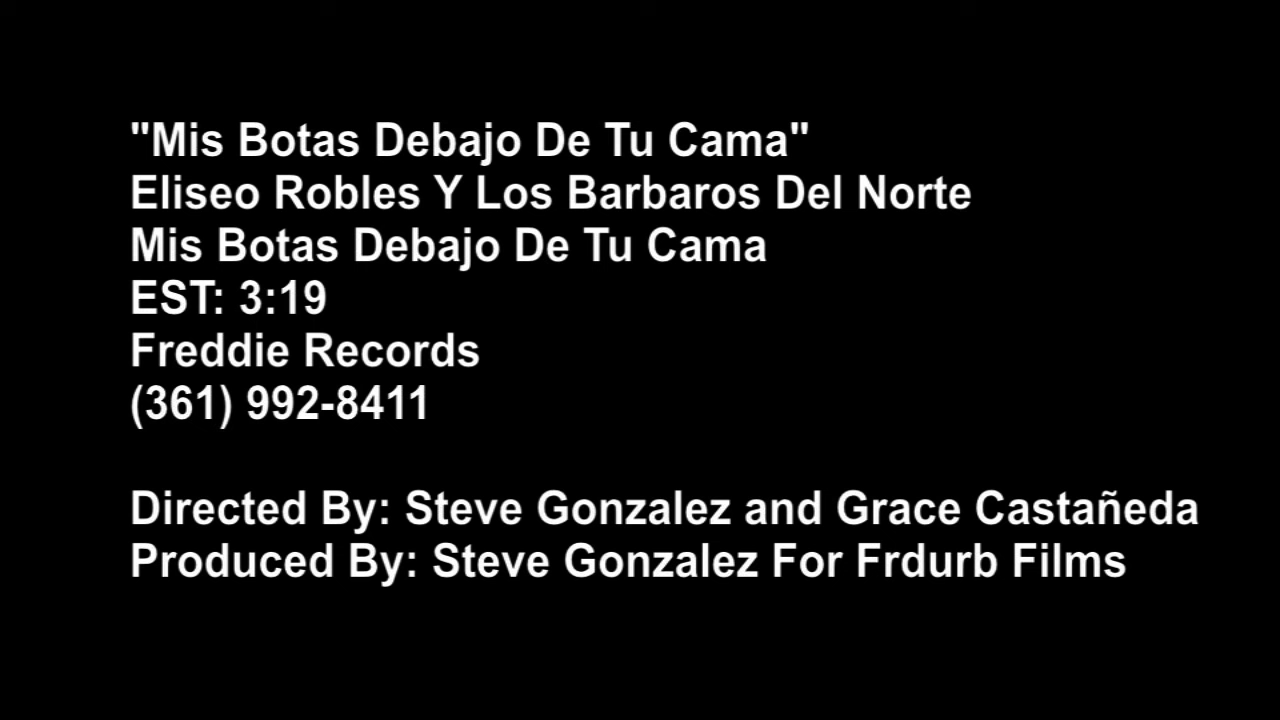 "Mis Botas Debajo De Tu Cama"
Eliseo Robles Y Los Barbaros Del Norte
Mis Botas Debajo De Tu Cama
EST: 3:19
Freddie Records
(361) 992-8411
Directed By: Steve Gonzalez and Grace Castañeda
Produced By: Steve Gonzalez For Frdurb Films